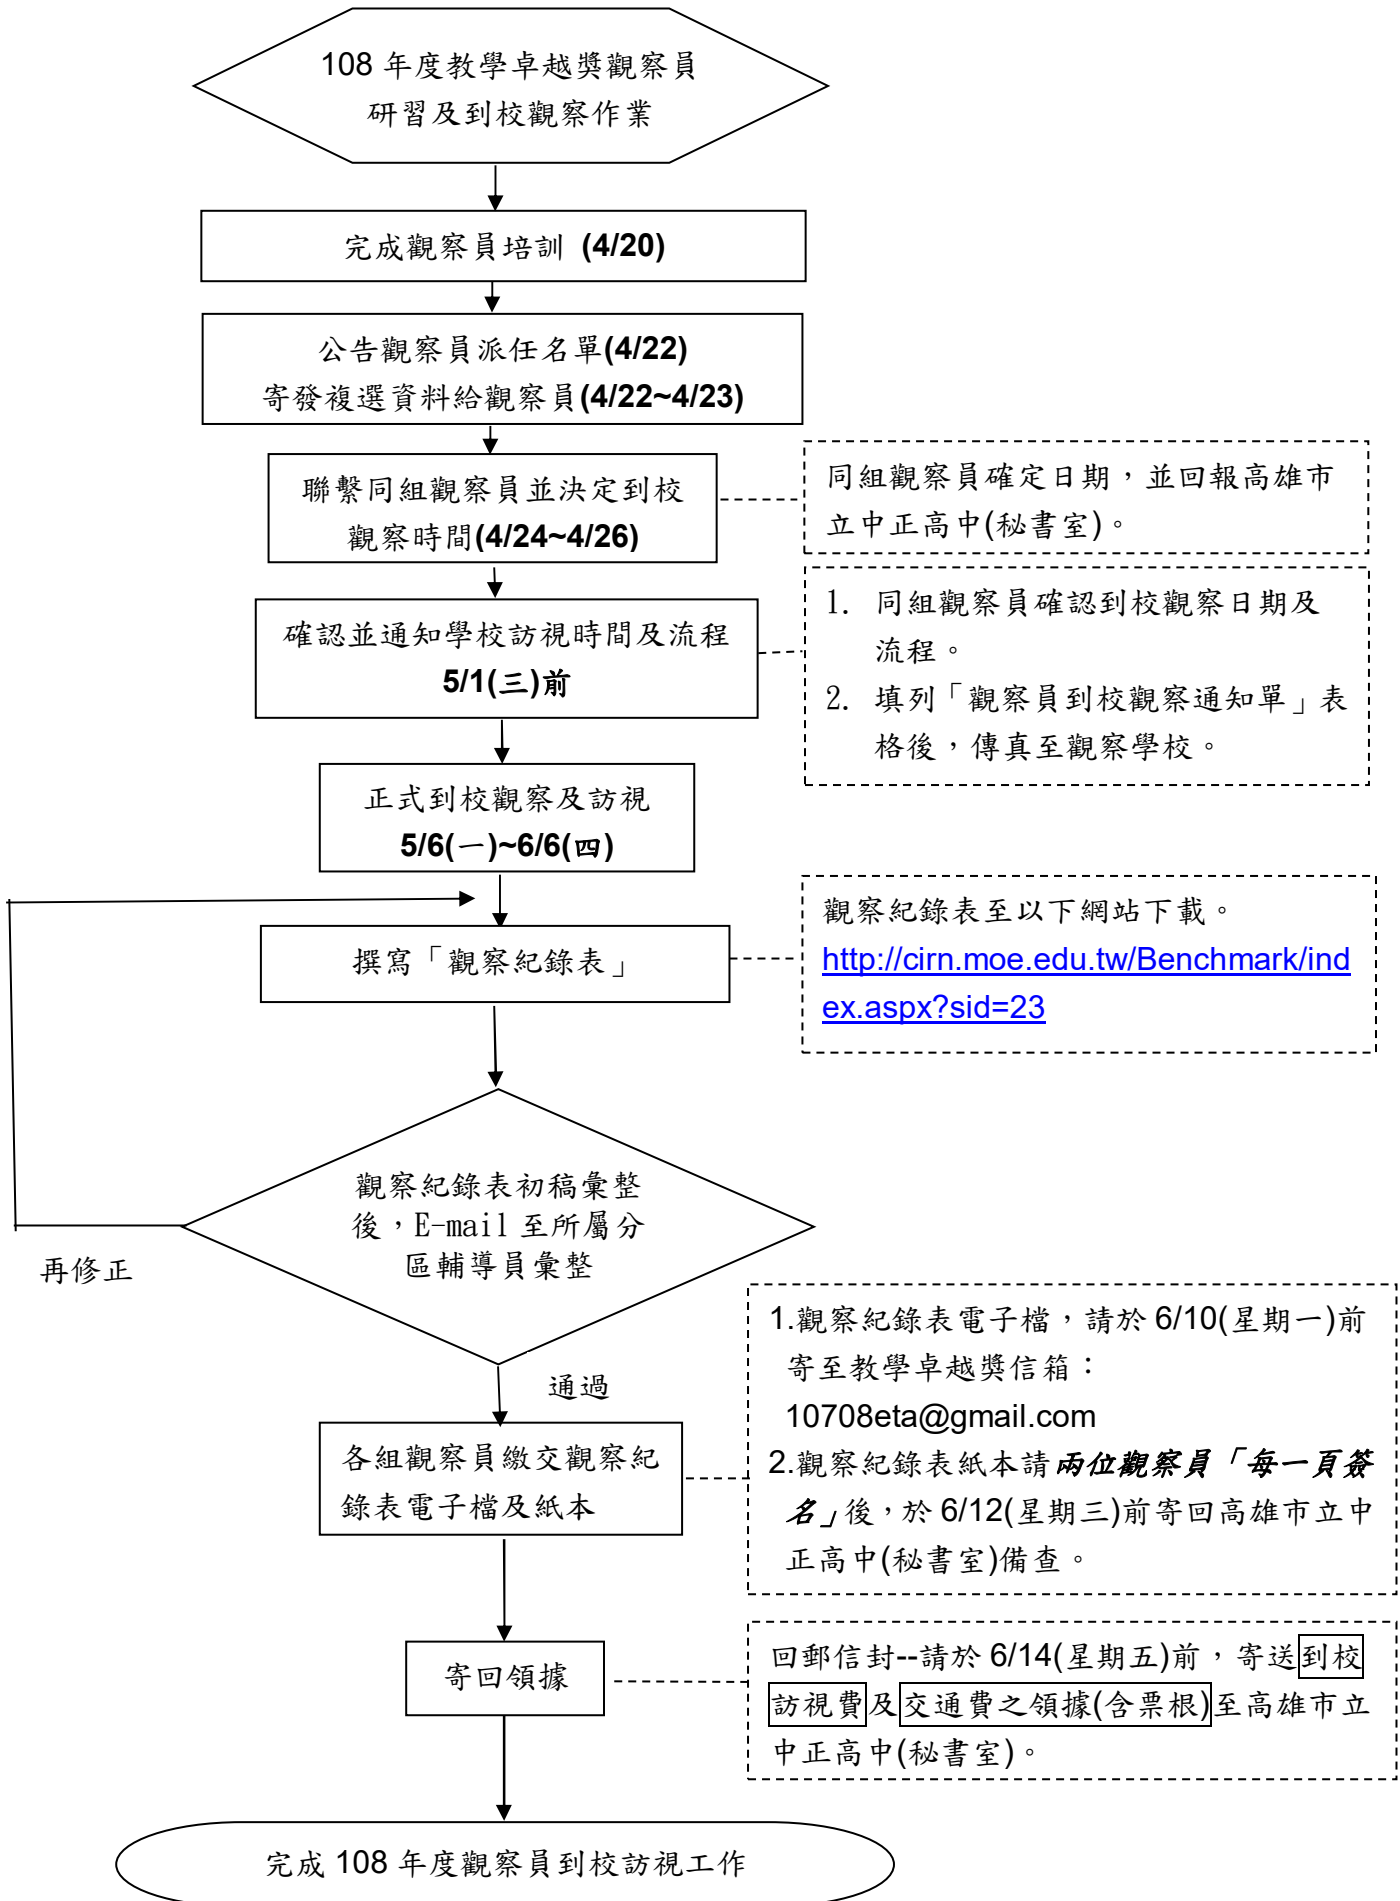 108 年度教學卓越獎觀察員
研習及到校觀察作業
完成觀察員培訓 (4/20)
公告觀察員派任名單(4/22)
寄發複選資料給觀察員(4/22~4/23)
聯繫同組觀察員並決定到校
觀察時間(4/24~4/26)
同組觀察員確定日期，並回報高雄市
立中正高中(秘書室)。
確認並通知學校訪視時間及流程
5/1(三)前
1. 同組觀察員確認到校觀察日期及
流程。
2. 填列「觀察員到校觀察通知單」表
格後，傳真至觀察學校。
正式到校觀察及訪視
5/6(一)~6/6(四)
撰寫「觀察紀錄表」
觀察紀錄表至以下網站下載。
http://cirn.moe.edu.tw/Benchmark/ind
ex.aspx?sid=23
觀察紀錄表初稿彙整
後，E-mail 至所屬分
區輔導員彙整
再修正
通過
各組觀察員繳交觀察紀
錄表電子檔及紙本
1.觀察紀錄表電子檔，請於 6/10(星期一)前
寄至教學卓越獎信箱：
10708eta@gmail.com
2.觀察紀錄表紙本請兩位觀察員「每一頁簽
名」後，於 6/12(星期三)前寄回高雄市立中
正高中(秘書室)備查。
寄回領據
回郵信封--請於 6/14(星期五)前，寄送到校
訪視費及交通費之領據(含票根)至高雄市立
中正高中(秘書室)。
完成 108 年度觀察員到校訪視工作